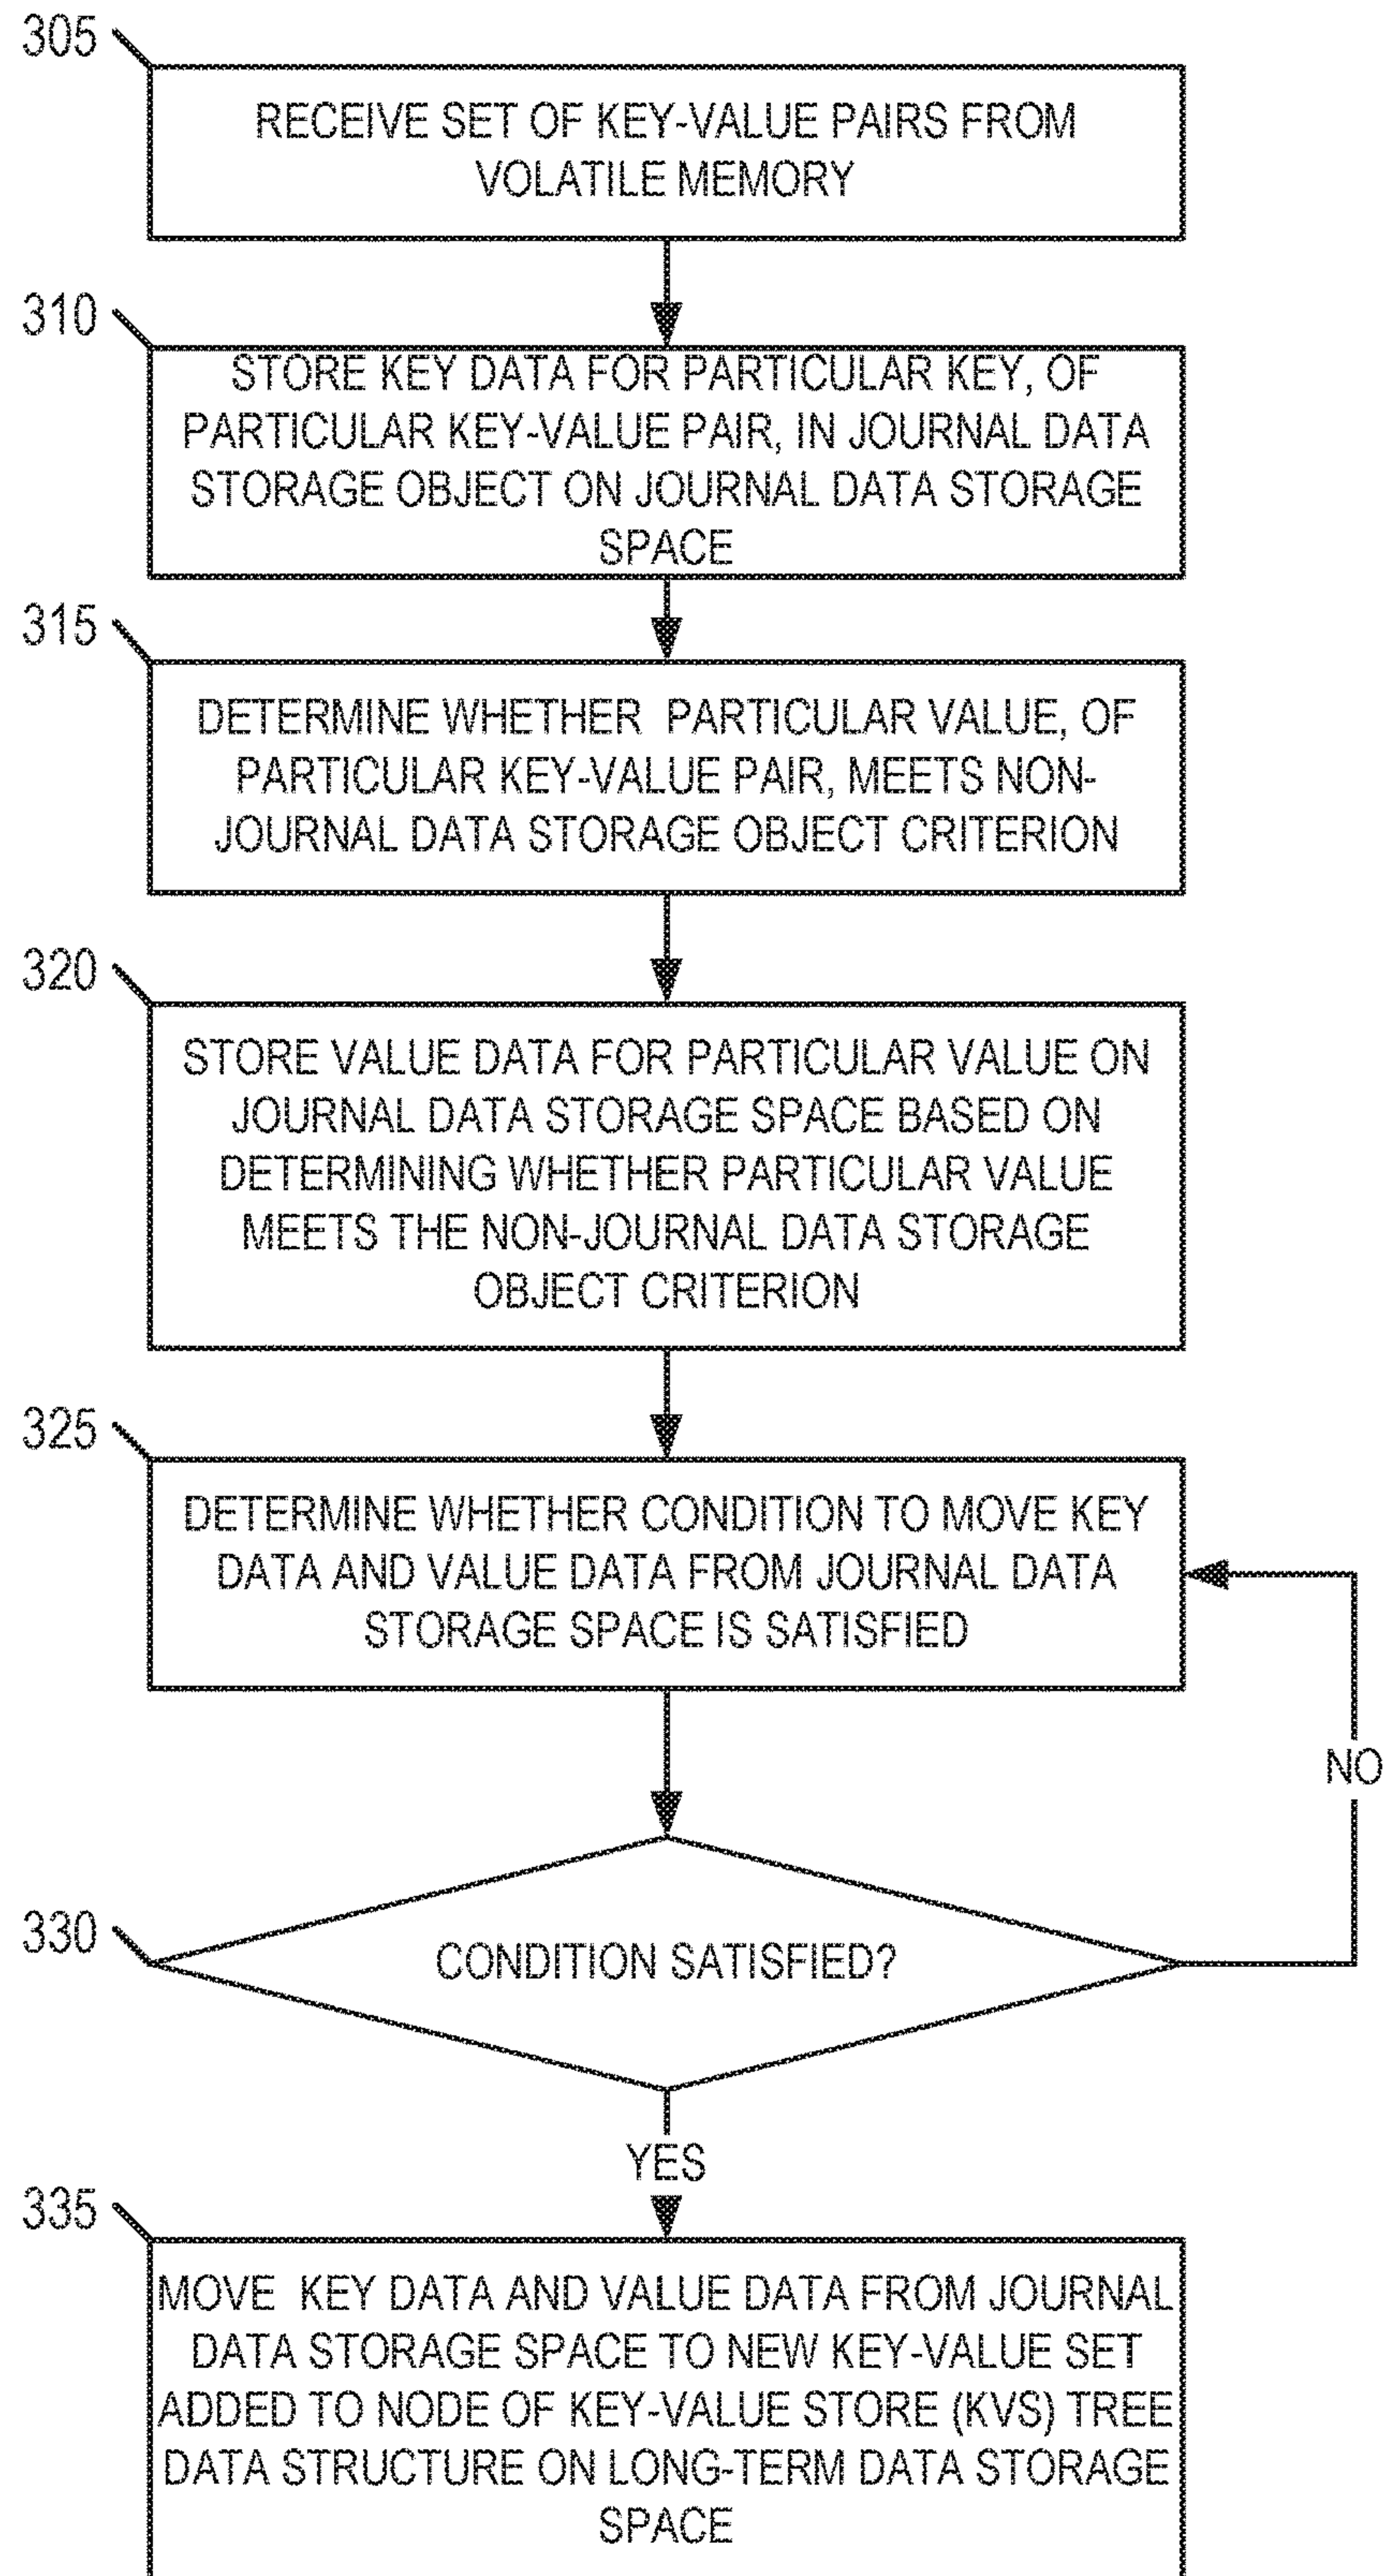 305
RECEIVE SET OF KEY-VALUE PAIRS FROM
VOLATILE MEMORY
310
STORE KEY DATA FOR PARTICULAR KEY, OF
PARTICULAR KEY-VALUE PAIR, IN JOURNAL DATA
STORAGE OBJECT ON JOURNAL DATA STORAGE
SPACE
315
DETERMINE WHETHER PARTICULAR VALUE, OF
PARTICULAR KEY-VALUE PAIR, MEETS NON-
JOURNAL DATA STORAGE OBJECT CRITERION
320
STORE VALUE DATA FOR PARTICULAR VALUE ON
JOURNAL DATA STORAGE SPACE BASED ON
DETERMINING WHETHER PARTICULAR VALUE
MEETS THE NON-JOURNAL DATA STORAGE
OBJECT CRITERION
325
DETERMINE WHETHER CONDITION TO MOVE KEY
DATA AND VALUE DATA FROM JOURNAL DATA
STORAGE SPACE IS SATISFIED
NO
330
CONDITION SATISFIED?
YES
335
MOVE KEY DATA AND VALUE DATA FROM JOURNAL
DATA STORAGE SPACE TO NEW KEY-VALUE SET
ADDED TO NODE OF KEY-VALUE STORE (KVS) TREE
DATA STRUCTURE ON LONG-TERM DATA STORAGE
SPACE